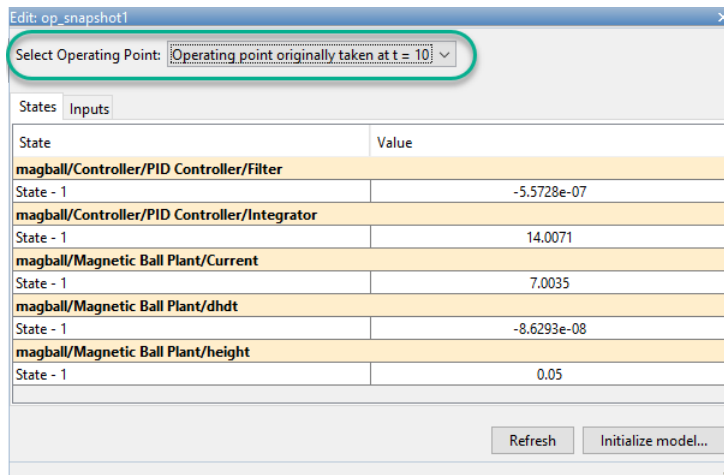 Edit: op_snapshot1
Select Operating Point: Operating point originally taken at t = 10
States Inputs
State Value
magball/Controller/PID Controller/Filter
State - 1 -5.5728e-07
magball/Controller/PID Controller/Integrator
State - 1 14.0071
magball/Magnetic Ball Plant/Current
State - 1 7.0035
magball/Magnetic Ball Plant/dhdt
State - 1 -8.6293e-08
magball/Magnetic Ball Plant/height
State - 1 0.05
Refresh Initialize model...